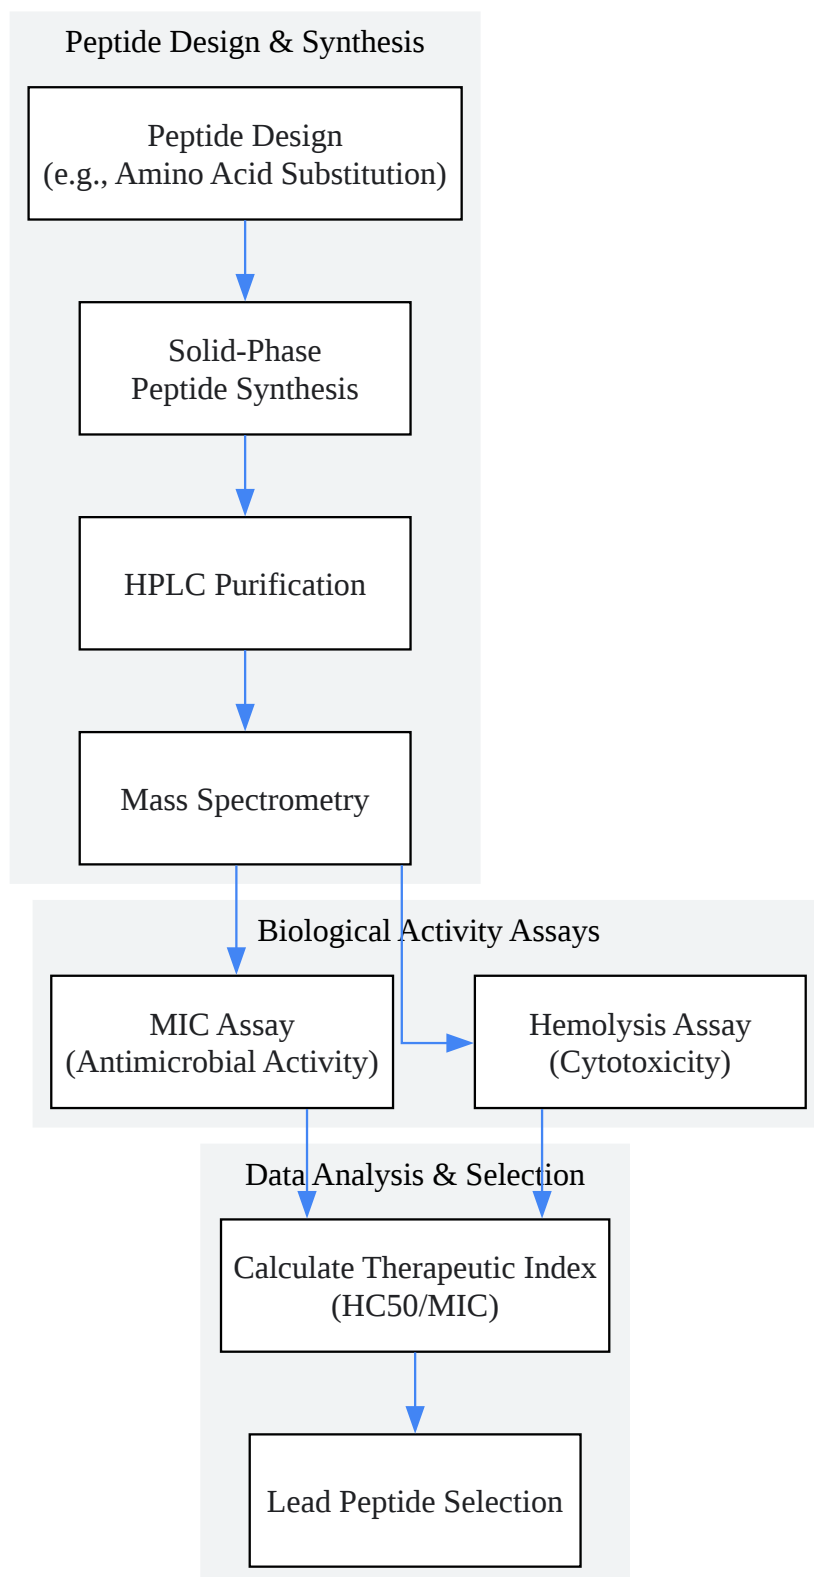 Peptide Design & Synthesis
Peptide Design
(e.g., Amino Acid Substitution)
Solid-Phase
Peptide Synthesis
HPLC Purification
Mass Spectrometry
Biological Activity Assays
MIC Assay
(Antimicrobial Activity)
Hemolysis Assay
(Cytotoxicity)
Data Analysis & Selection
Calculate Therapeutic Index
(HC50/MIC)
Lead Peptide Selection